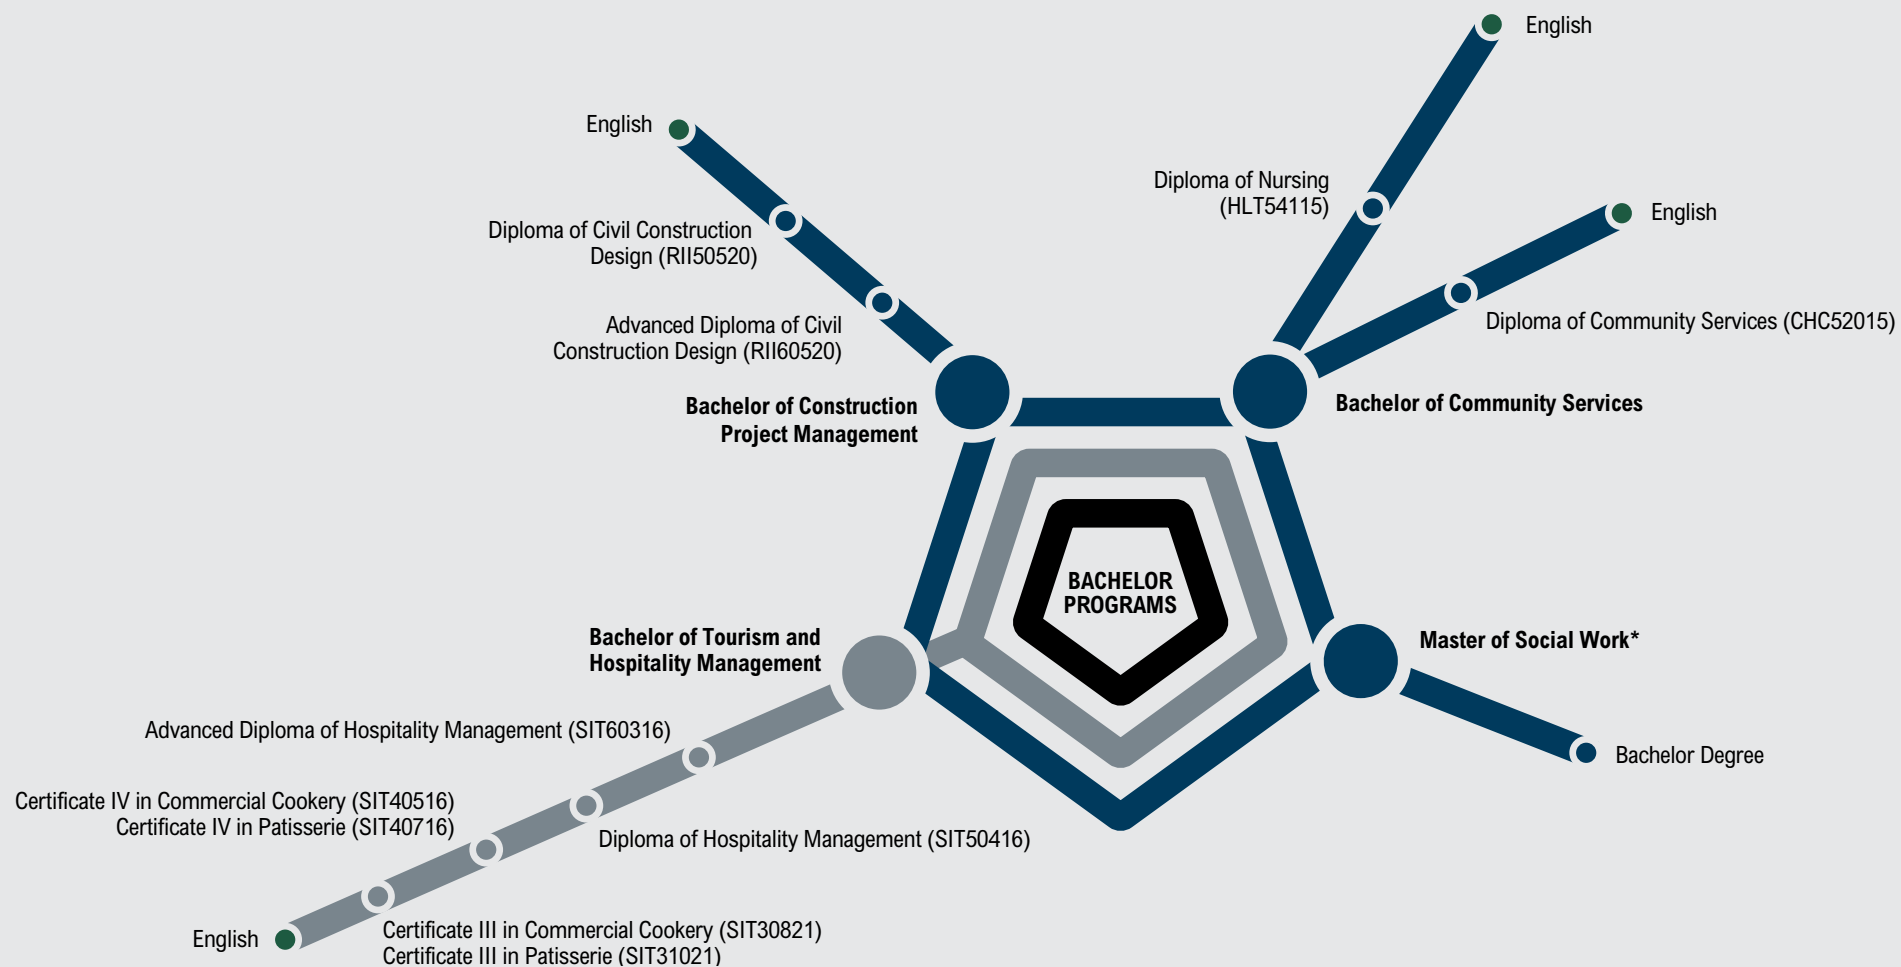 English
English
Diploma of Nursing
(HLT54115)
English
Diploma of Civil Construction
Design (RII50520)
Diploma of Community Services (CHC52015)
Advanced Diploma of Civil
Construction Design (RII60520)
Bachelor of Construction
Project Management
Bachelor of Community Services
BACHELOR
PROGRAMS
Bachelor of Tourism and
Hospitality Management
Master of Social Work*
Advanced Diploma of Hospitality Management (SIT60316)
Bachelor Degree
Certificate IV in Commercial Cookery (SIT40516)
Certificate IV in Patisserie (SIT40716)
Diploma of Hospitality Management (SIT50416)
English
Certificate III in Commercial Cookery (SIT30821)
Certificate III in Patisserie (SIT31021)